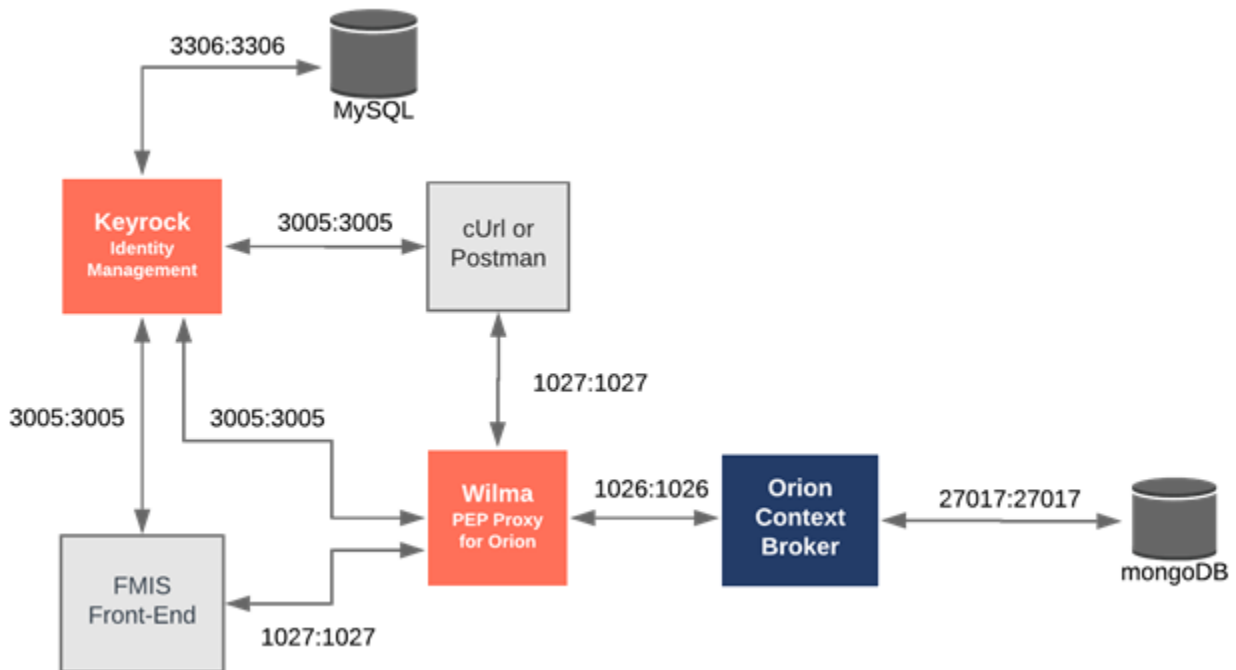 3306:3306
MySQL
Keyrock
Identity
Management
3005:3005
cUrl or
Postman
1027:1027
3005:3005
3005:3005
Wilma
PEP Proxy
for Orion
1026:1026
Orion
Context
Broker
27017:27017
mongoDB
FMIS
Front-End
1027:1027